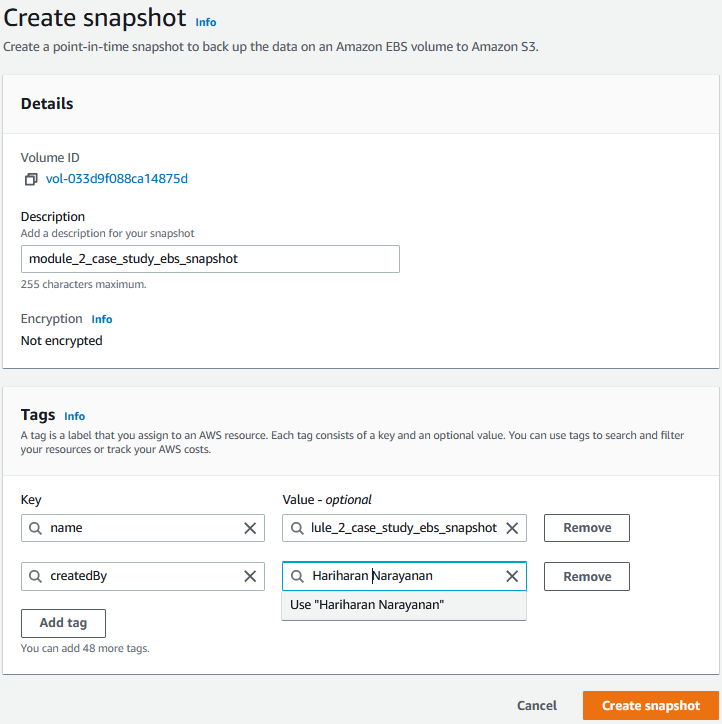 Create snapshot Info
Create a point-in-time snapshot to back up the data on an Amazon EBS volume to Amazon S3.
Details
Volume ID
vol-033d9f088ca14875d
Description
Add a description for your snapshot
module_2_case_study_ebs_snapshot
255 characters maximum.
Encryption Info
Not encrypted
Tags Info
A tag is a label that you assign to an AWS resource. Each tag consists of a key and an optional value. You can use tags to search and filter
your resources or track your AWS costs.
Key Value - optional
name lule_2_case_study_ebs_snapshot Remove
createdBy Hariharan Narayanan Remove
Use "Hariharan Narayanan"
Add tag
You can add 48 more tags.
Cancel Create snapshot